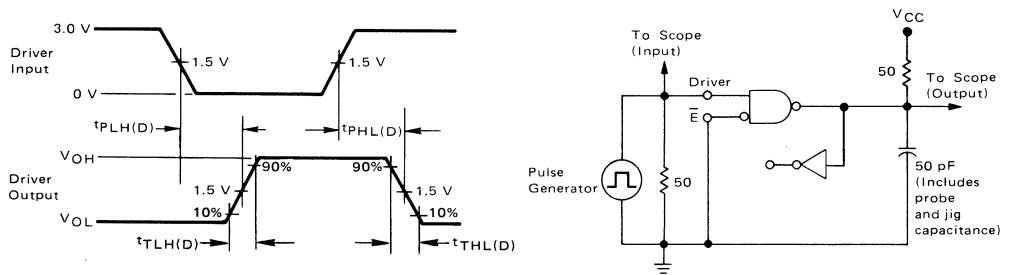 3.0 V
Driver
Input
1.5 V
1.5 V
0 V
tPLH(D)
tPHL(D)
VOH
90%
90%
Driver
Output
1.5 V
1.5 V
10%
10%
VOL
tTLH(D)
tTHL(D)
To Scope
(Input)
VCC
50
To Scope
(Output)
Driver
E̅
Pulse
Generator
50
50 pF
(Includes
probe
and jig
capacitance)